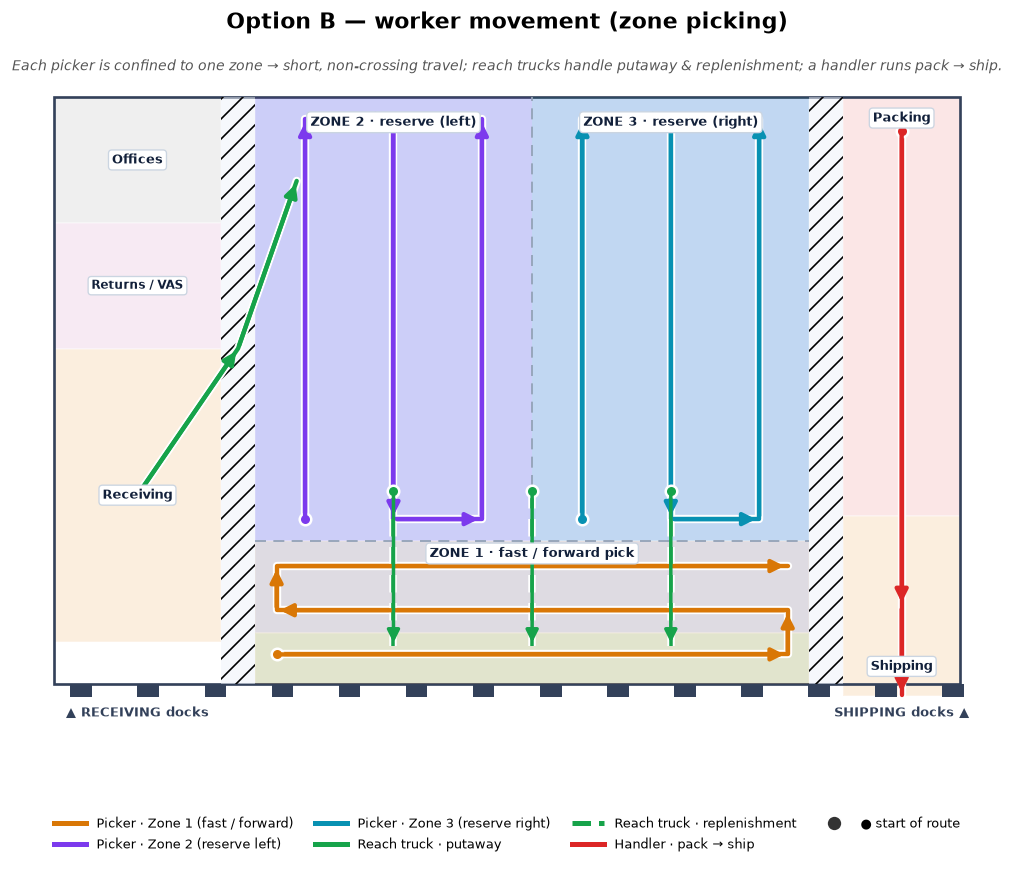 Option B — worker movement (zone picking)
Each picker is confined to one zone → short, non-crossing travel; reach trucks handle putaway & replenishment; a handler runs pack → ship.
ZONE 2 · reserve (left)
ZONE 3 · reserve (right)
Packing
Offices
Returns / VAS
Receiving
ZONE 1 · fast / forward pick
Shipping
▲ RECEIVING docks
SHIPPING docks ▲
Picker · Zone 1 (fast / forward)
Picker · Zone 2 (reserve left)
Picker · Zone 3 (reserve right)
Reach truck · putaway
Reach truck · replenishment
Handler · pack → ship
● start of route